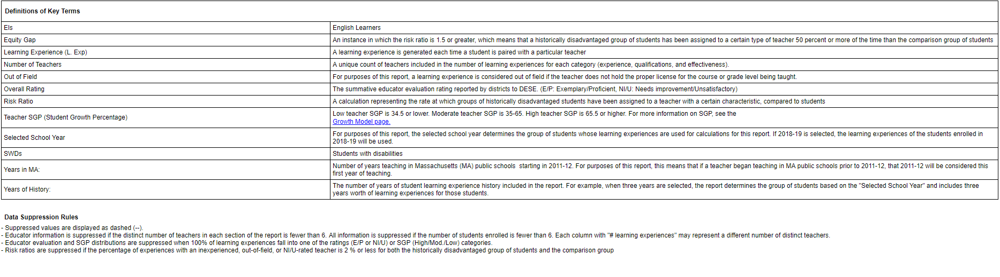 Definitions of Key Terms
Els
English Learners
Equity Gap
An instance in which the risk ratio is 1.5 or greater, which means that a historically disadvantaged group of students has been assigned to a certain type of teacher 50 percent or more of the time than the comparison group of students
Learning Experience (L. Exp)
A learning experience is generated each time a student is paired with a particular teacher
Number of Teachers
A unique count of teachers included in the number of learning experiences for each category (experience, qualifications, and effectiveness).
Out of Field
For purposes of this report, a learning experience is considered out of field if the teacher does not hold the proper license for the course or grade level being taught.
Overall Rating
The summative educator evaluation rating reported by districts to DESE. (E/P: Exemplary/Proficient, NI/U: Needs improvement/Unsatisfactory)
Risk Ratio
A calculation representing the rate at which groups of historically disadvantaged students have been assigned to a teacher with a certain characteristic, compared to students
Teacher SGP (Student Growth Percentage)
Low teacher SGP is 34.5 or lower. Moderate teacher SGP is 35-65. High teacher SGP is 65.5 or higher. For more information on SGP, see the
Growth Model page.
Selected School Year
For purposes of this report, the selected school year determines the group of students whose learning experiences are used for calculations for this report. If 2018-19 is selected, the learning experiences of the students enrolled in
2018-19 will be used.
SWDs
Students with disabilities
Years in MA:
Number of years teaching in Massachusetts (MA) public schools  starting in 2011-12. For purposes of this report, this means that if a teacher began teaching in MA public schools prior to 2011-12, that 2011-12 will be considered this
first year of teaching.
Years of History:
The number of years of student learning experience history included in the report. For example, when three years are selected, the report determines the group of students based on the "Selected School Year" and includes three
years worth of learning experiences for those students.
Data Suppression Rules
- Suppressed values are displayed as dashed (--).
- Educator information is suppressed if the distinct number of teachers in each section of the report is fewer than 6. All information is suppressed if the number of students enrolled is fewer than 6. Each column with "# learning experiences" may represent a different number of distinct teachers.
- Educator evaluation and SGP distributions are suppressed when 100% of learning experiences fall into one of the ratings (E/P or NI/U) or SGP (High/Mod./Low) categories.
- Risk ratios are suppressed if the percentage of experiences with an inexperienced, out-of-field, or NI/U-rated teacher is 2 % or less for both the historically disadvantaged group of students and the comparison group